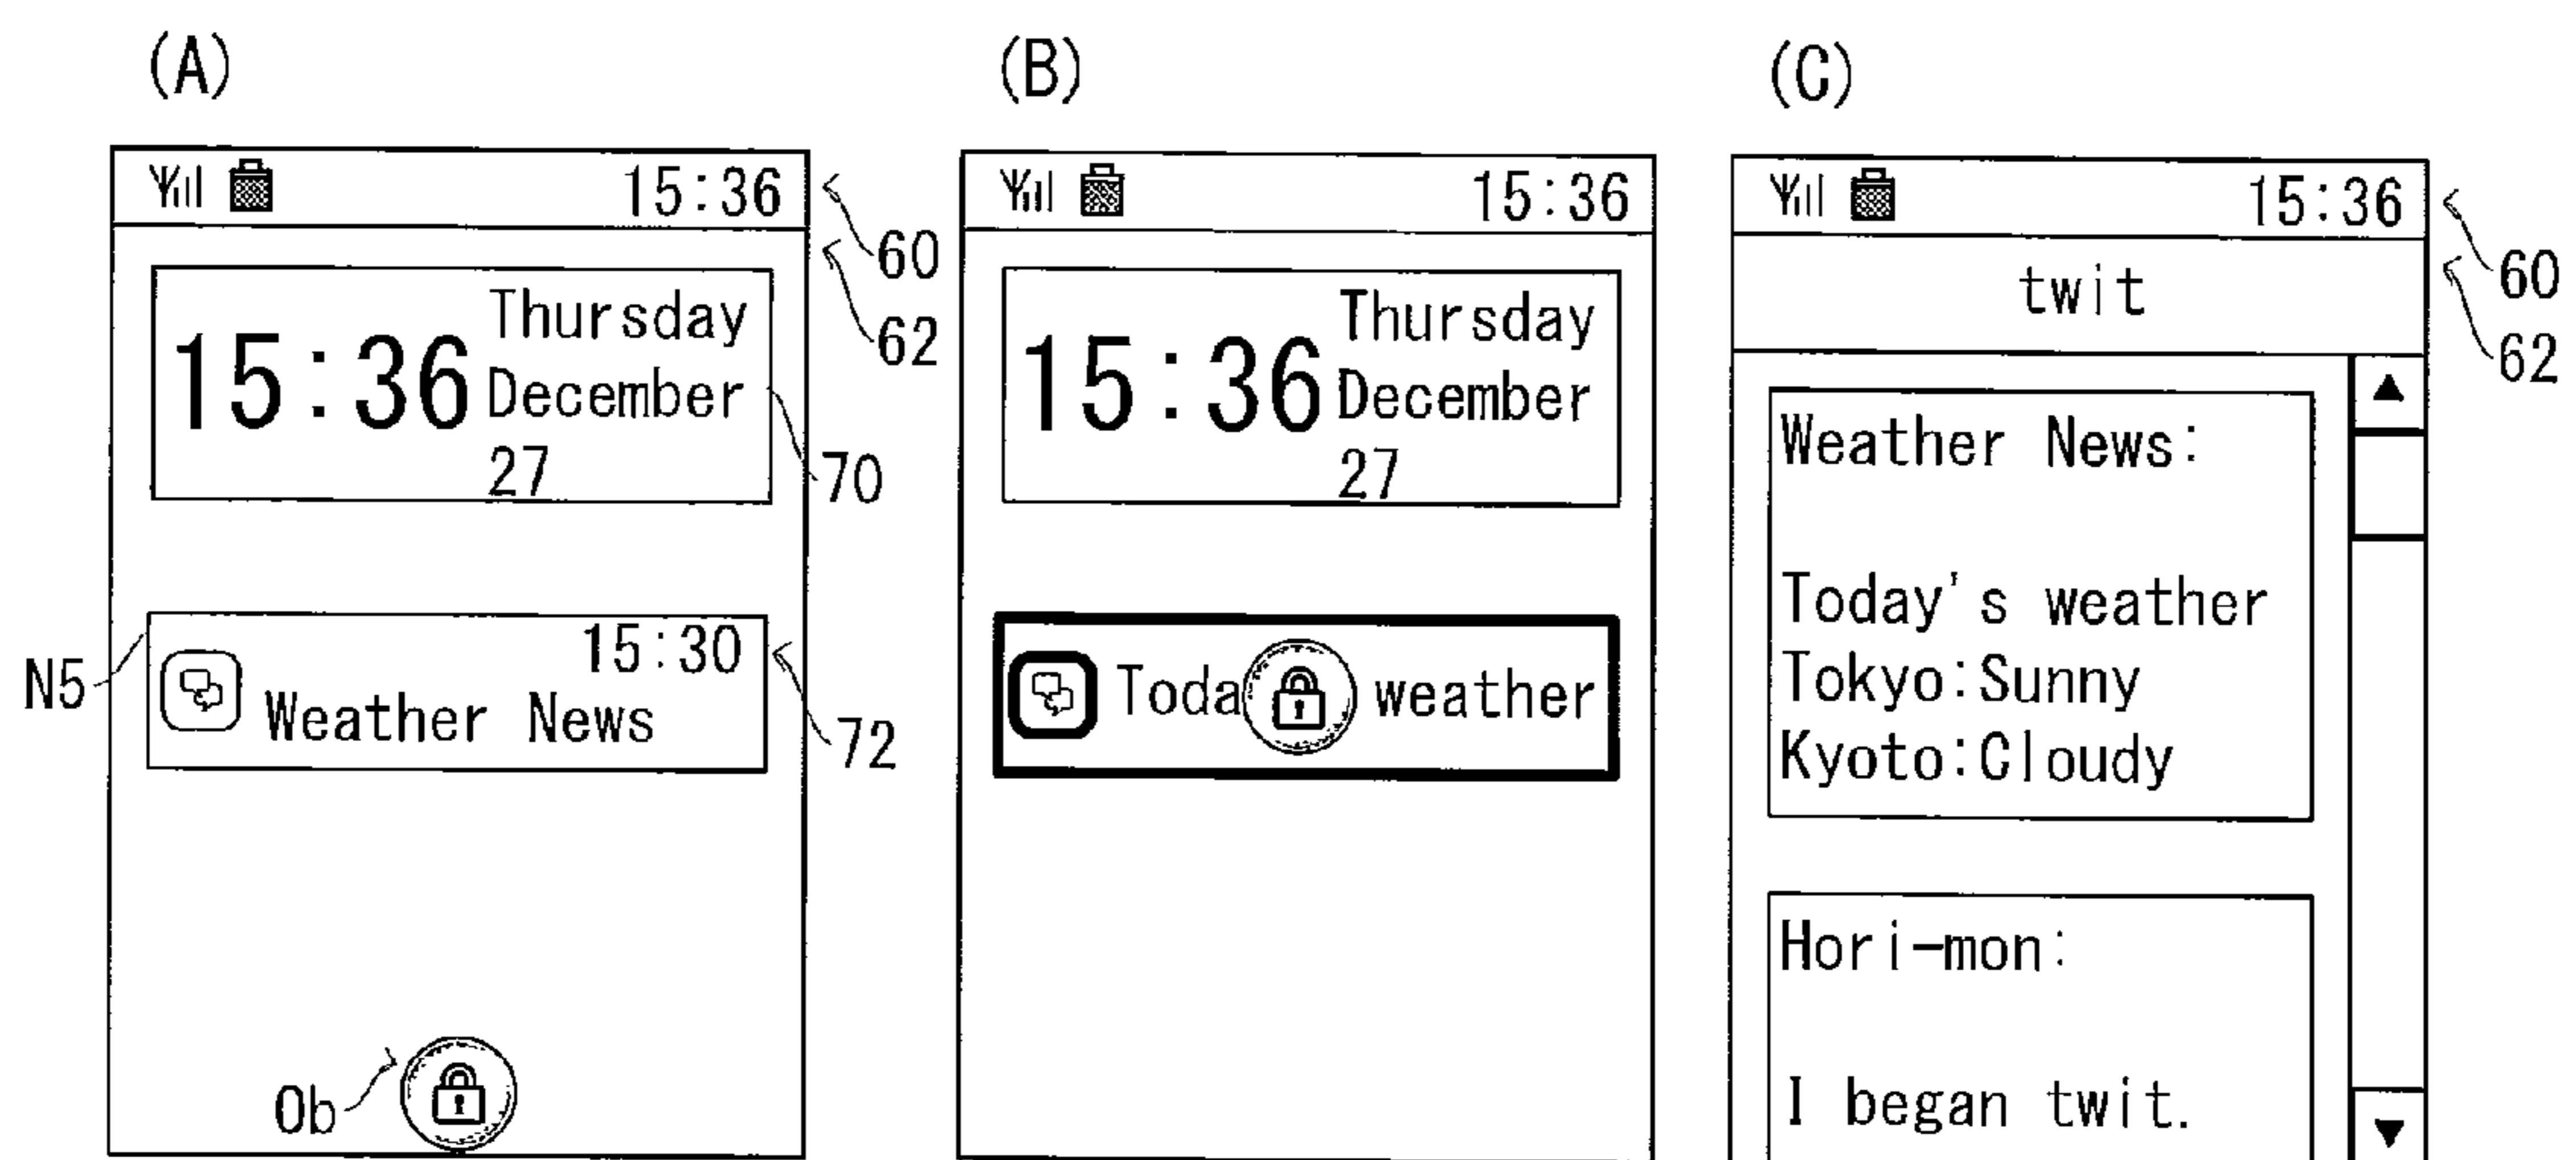 (A)
15:36
60
62
15:36
Thursday
December
27
70
N5
15:30
Weather News
72
Ob
(B)
15:36
15:36
Thursday
December
27
Toda weather
(C)
15:36
60
62
twit
Weather News:
Today's weather
Tokyo:Sunny
Kyoto:Cloudy
Hori-mon:
I began twit.